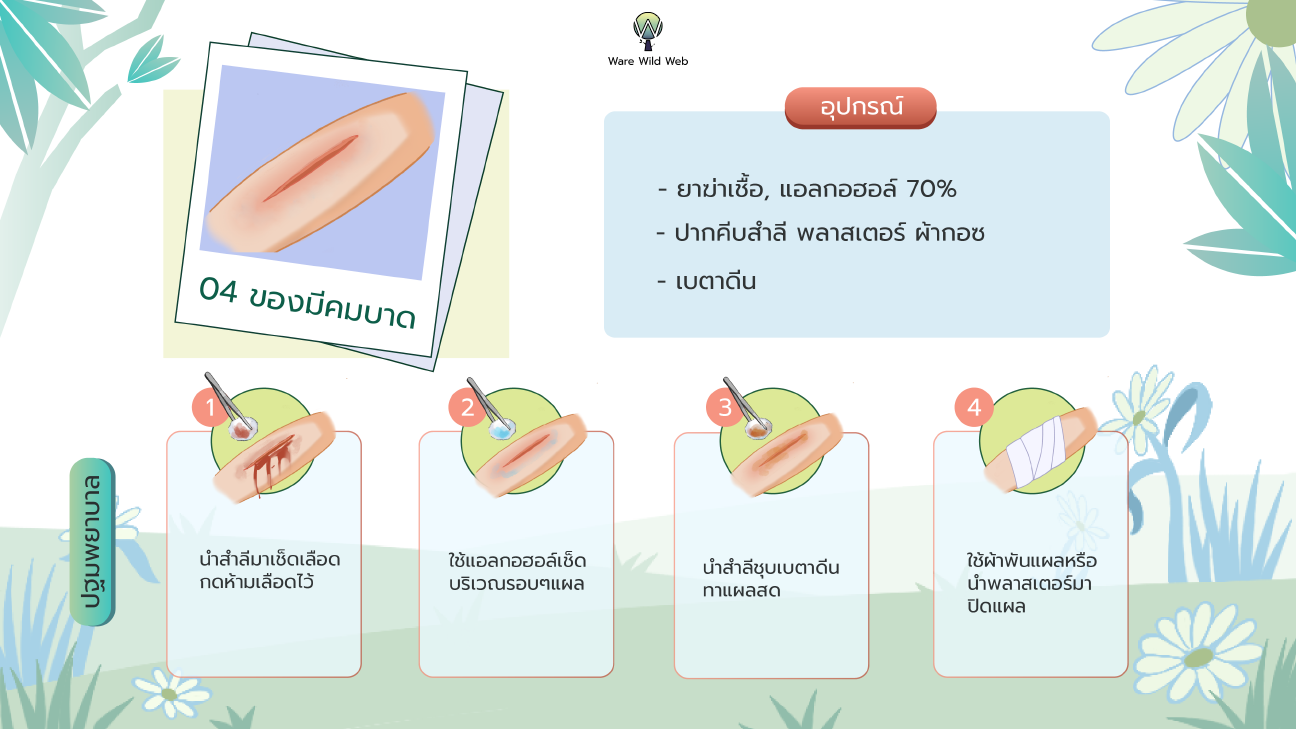 Ware Wild Web
04 ของมีคมบาด
อุปกรณ์
- ยาฆ่าเชื้อ, แอลกอฮอล์ 70%
- ปากคีบสำลี พลาสเตอร์ ผ้ากอซ
- เบตาดีน
ปฐมพยาบาล
1
นำสำลีมาเช็ดเลือด
กดห้ามเลือดไว้
2
ใช้แอลกอฮอล์เช็ด
บริเวณรอบๆแผล
3
นำสำลีชุบเบตาดีน
ทาแผลสด
4
ใช้ผ้าพันแผลหรือ
นำพลาสเตอร์มา
ปิดแผล